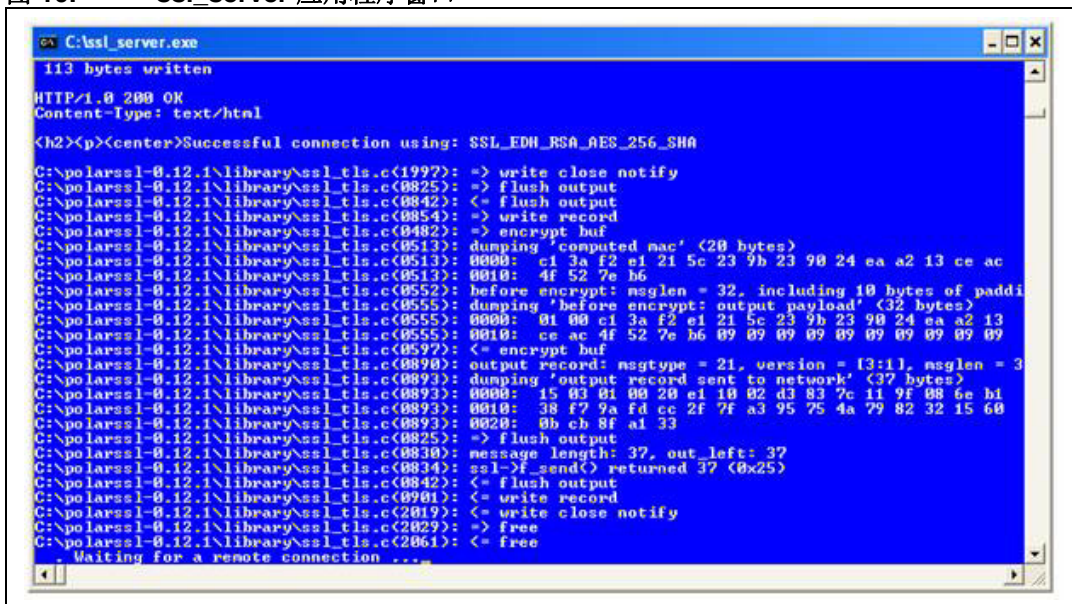 C:\ssl_server.exe
113 bytes written
HTTP/1.0 200 OK
Content-Type: text/html
<h2><p><center>Successful connection using: SSL_EDH_RSA_AES_256_SHA
C:\polarssl-0.12.1\library\ssl_tls.c(1997): => write close notify
C:\polarssl-0.12.1\library\ssl_tls.c(0825): => flush output
C:\polarssl-0.12.1\library\ssl_tls.c(0842): <= flush output
C:\polarssl-0.12.1\library\ssl_tls.c(0854): => write record
C:\polarssl-0.12.1\library\ssl_tls.c(0482): => encrypt buf
C:\polarssl-0.12.1\library\ssl_tls.c(0513): dumping 'computed mac' (20 bytes)
C:\polarssl-0.12.1\library\ssl_tls.c(0513): 0000:  c1 3a f2 e1 21 5c 23 9b 23 90 24 ea a2 13 ce ac
C:\polarssl-0.12.1\library\ssl_tls.c(0513): 0010:  4f 52 7e b6
C:\polarssl-0.12.1\library\ssl_tls.c(0552): before encrypt: msglen = 32, including 10 bytes of paddi
C:\polarssl-0.12.1\library\ssl_tls.c(0555): dumping 'before encrypt: output payload' (32 bytes)
C:\polarssl-0.12.1\library\ssl_tls.c(0555): 0000:  01 00 c1 3a f2 e1 21 5c 23 9b 23 90 24 ea a2 13
C:\polarssl-0.12.1\library\ssl_tls.c(0555): 0010:  ce ac 4f 52 7e b6 09 09 09 09 09 09 09 09 09 09
C:\polarssl-0.12.1\library\ssl_tls.c(0597): <= encrypt buf
C:\polarssl-0.12.1\library\ssl_tls.c(0890): output record: msgtype = 21, version = [3:1], msglen = 3
C:\polarssl-0.12.1\library\ssl_tls.c(0893): dumping 'output record sent to network' (37 bytes)
C:\polarssl-0.12.1\library\ssl_tls.c(0893): 0000:  15 03 01 00 20 e1 10 02 d3 83 7c 11 9f 08 6e b1
C:\polarssl-0.12.1\library\ssl_tls.c(0893): 0010:  38 f7 9a fd cc 2f 7f a3 95 75 4a 79 82 32 15 60
C:\polarssl-0.12.1\library\ssl_tls.c(0893): 0020:  0b cb 8f a1 33
C:\polarssl-0.12.1\library\ssl_tls.c(0825): => flush output
C:\polarssl-0.12.1\library\ssl_tls.c(0830): message length: 37, out_left: 37
C:\polarssl-0.12.1\library\ssl_tls.c(0834): ssl->f_send() returned 37 (0x25)
C:\polarssl-0.12.1\library\ssl_tls.c(0842): <= flush output
C:\polarssl-0.12.1\library\ssl_tls.c(0901): <= write record
C:\polarssl-0.12.1\library\ssl_tls.c(2019): <= write close notify
C:\polarssl-0.12.1\library\ssl_tls.c(2029): => free
C:\polarssl-0.12.1\library\ssl_tls.c(2061): <= free
. Waiting for a remote connection ..._